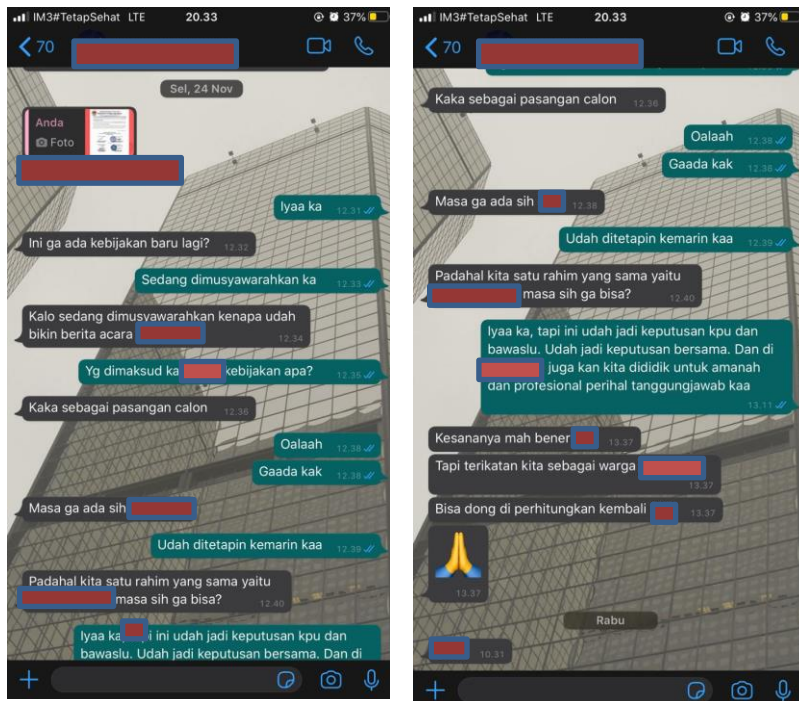 IM3#TetapSehat LTE 20.33 37%
70
Sel, 24 Nov
Anda
Foto
Iyaa ka 12.31
Ini ga ada kebijakan baru lagi? 12.32
Sedang dimusyawarahkan ka 12.33
Kalo sedang dimusyawarahkan kenapa udah
bikin berita acara 12.34
Yg dimaksud ka kebijakan apa? 12.35
Kaka sebagai pasangan calon 12.36
Oalaah 12.38
Gaada kak 12.38
Masa ga ada sih
Udah ditetapin kemarin kaa 12.39
Padahal kita satu rahim yang sama yaitu
masa sih ga bisa? 12.40
Iyaa ka, i ini udah jadi keputusan kpu dan
bawaslu. Udah jadi keputusan bersama. Dan di
IM3#TetapSehat LTE 20.33 37%
70
Kaka sebagai pasangan calon 12.36
Oalaah 12.38
Gaada kak 12.38
Masa ga ada sih 12.38
Udah ditetapin kemarin kaa 12.39
Padahal kita satu rahim yang sama yaitu
masa sih ga bisa? 12.40
Iyaa ka, tapi ini udah jadi keputusan kpu dan
bawaslu. Udah jadi keputusan bersama. Dan di
juga kan kita dididik untuk amanah
dan profesional perihal tanggungjawab kaa
13.11
Kesananya mah bener 13.37
Tapi terikatan kita sebagai warga
13.37
Bisa dong di perhitungkan kembali 13.37
🙏
13.37
Rabu
10.31